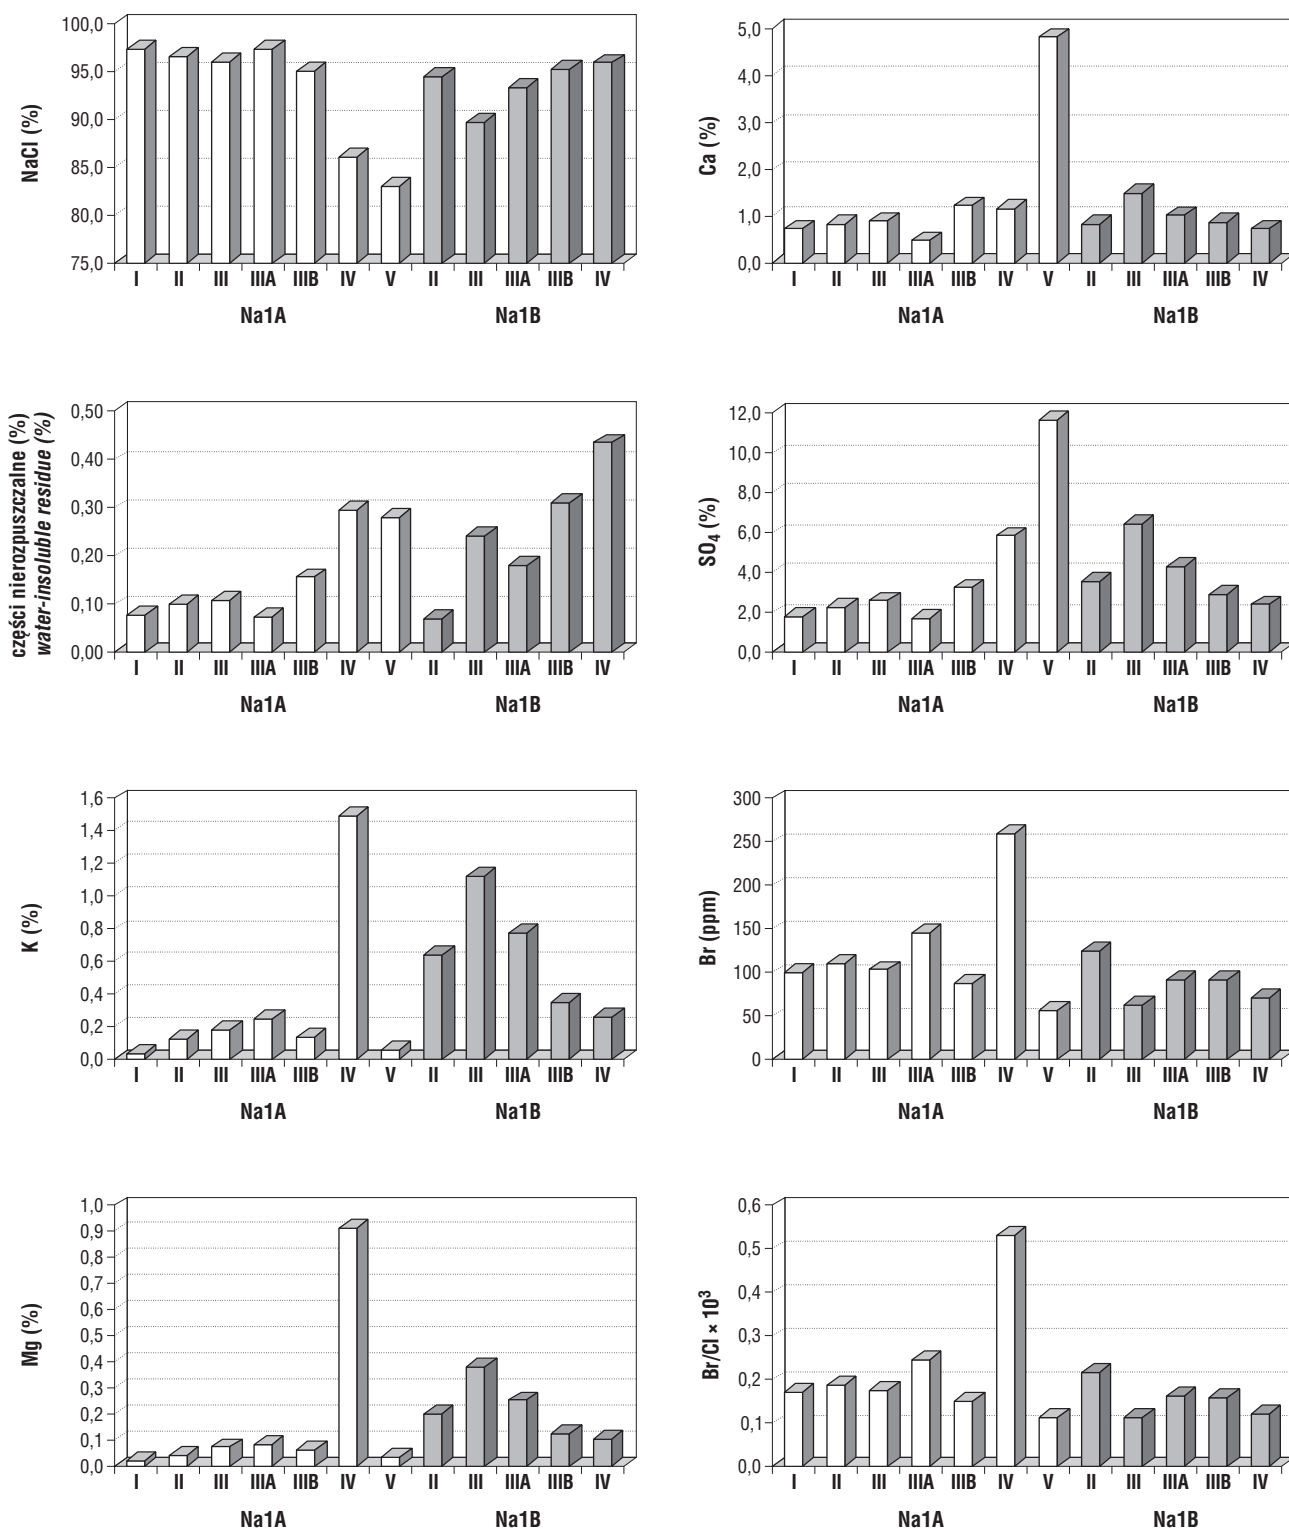 NaCl (%)
100,0
95,0
90,0
85,0
80,0
75,0
I II III IIIA IIIB IV V II III IIIA IIIB IV
Na1A Na1B
Ca (%)
5,0
4,0
3,0
2,0
1,0
0,0
I II III IIIA IIIB IV V II III IIIA IIIB IV
Na1A Na1B
części nierozpuszczalne (%)
water-insoluble residue (%)
0,50
0,40
0,30
0,20
0,10
0,00
I II III IIIA IIIB IV V II III IIIA IIIB IV
Na1A Na1B
SO₄ (%)
12,0
10,0
8,0
6,0
4,0
2,0
0,0
I II III IIIA IIIB IV V II III IIIA IIIB IV
Na1A Na1B
K (%)
1,6
1,4
1,2
1,0
0,8
0,6
0,4
0,2
0,0
I II III IIIA IIIB IV V II III IIIA IIIB IV
Na1A Na1B
Br (ppm)
300
250
200
150
100
50
0
I II III IIIA IIIB IV V II III IIIA IIIB IV
Na1A Na1B
Mg (%)
1,0
0,9
0,8
0,7
0,6
0,5
0,4
0,3
0,2
0,1
0,0
I II III IIIA IIIB IV V II III IIIA IIIB IV
Na1A Na1B
Br/Cl × 10³
0,6
0,5
0,4
0,3
0,2
0,1
0,0
I II III IIIA IIIB IV V II III IIIA IIIB IV
Na1A Na1B